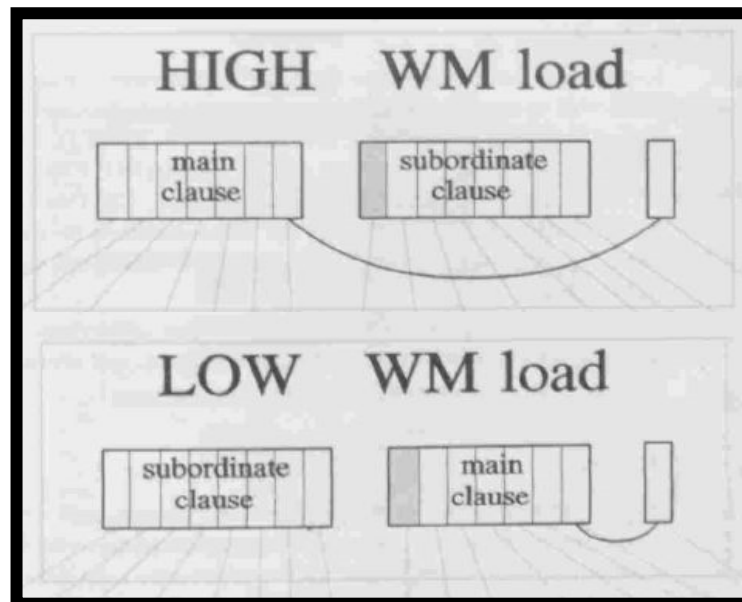 HIGH WM load
main
clause
subordinate
clause
LOW WM load
subordinate
clause
main
clause